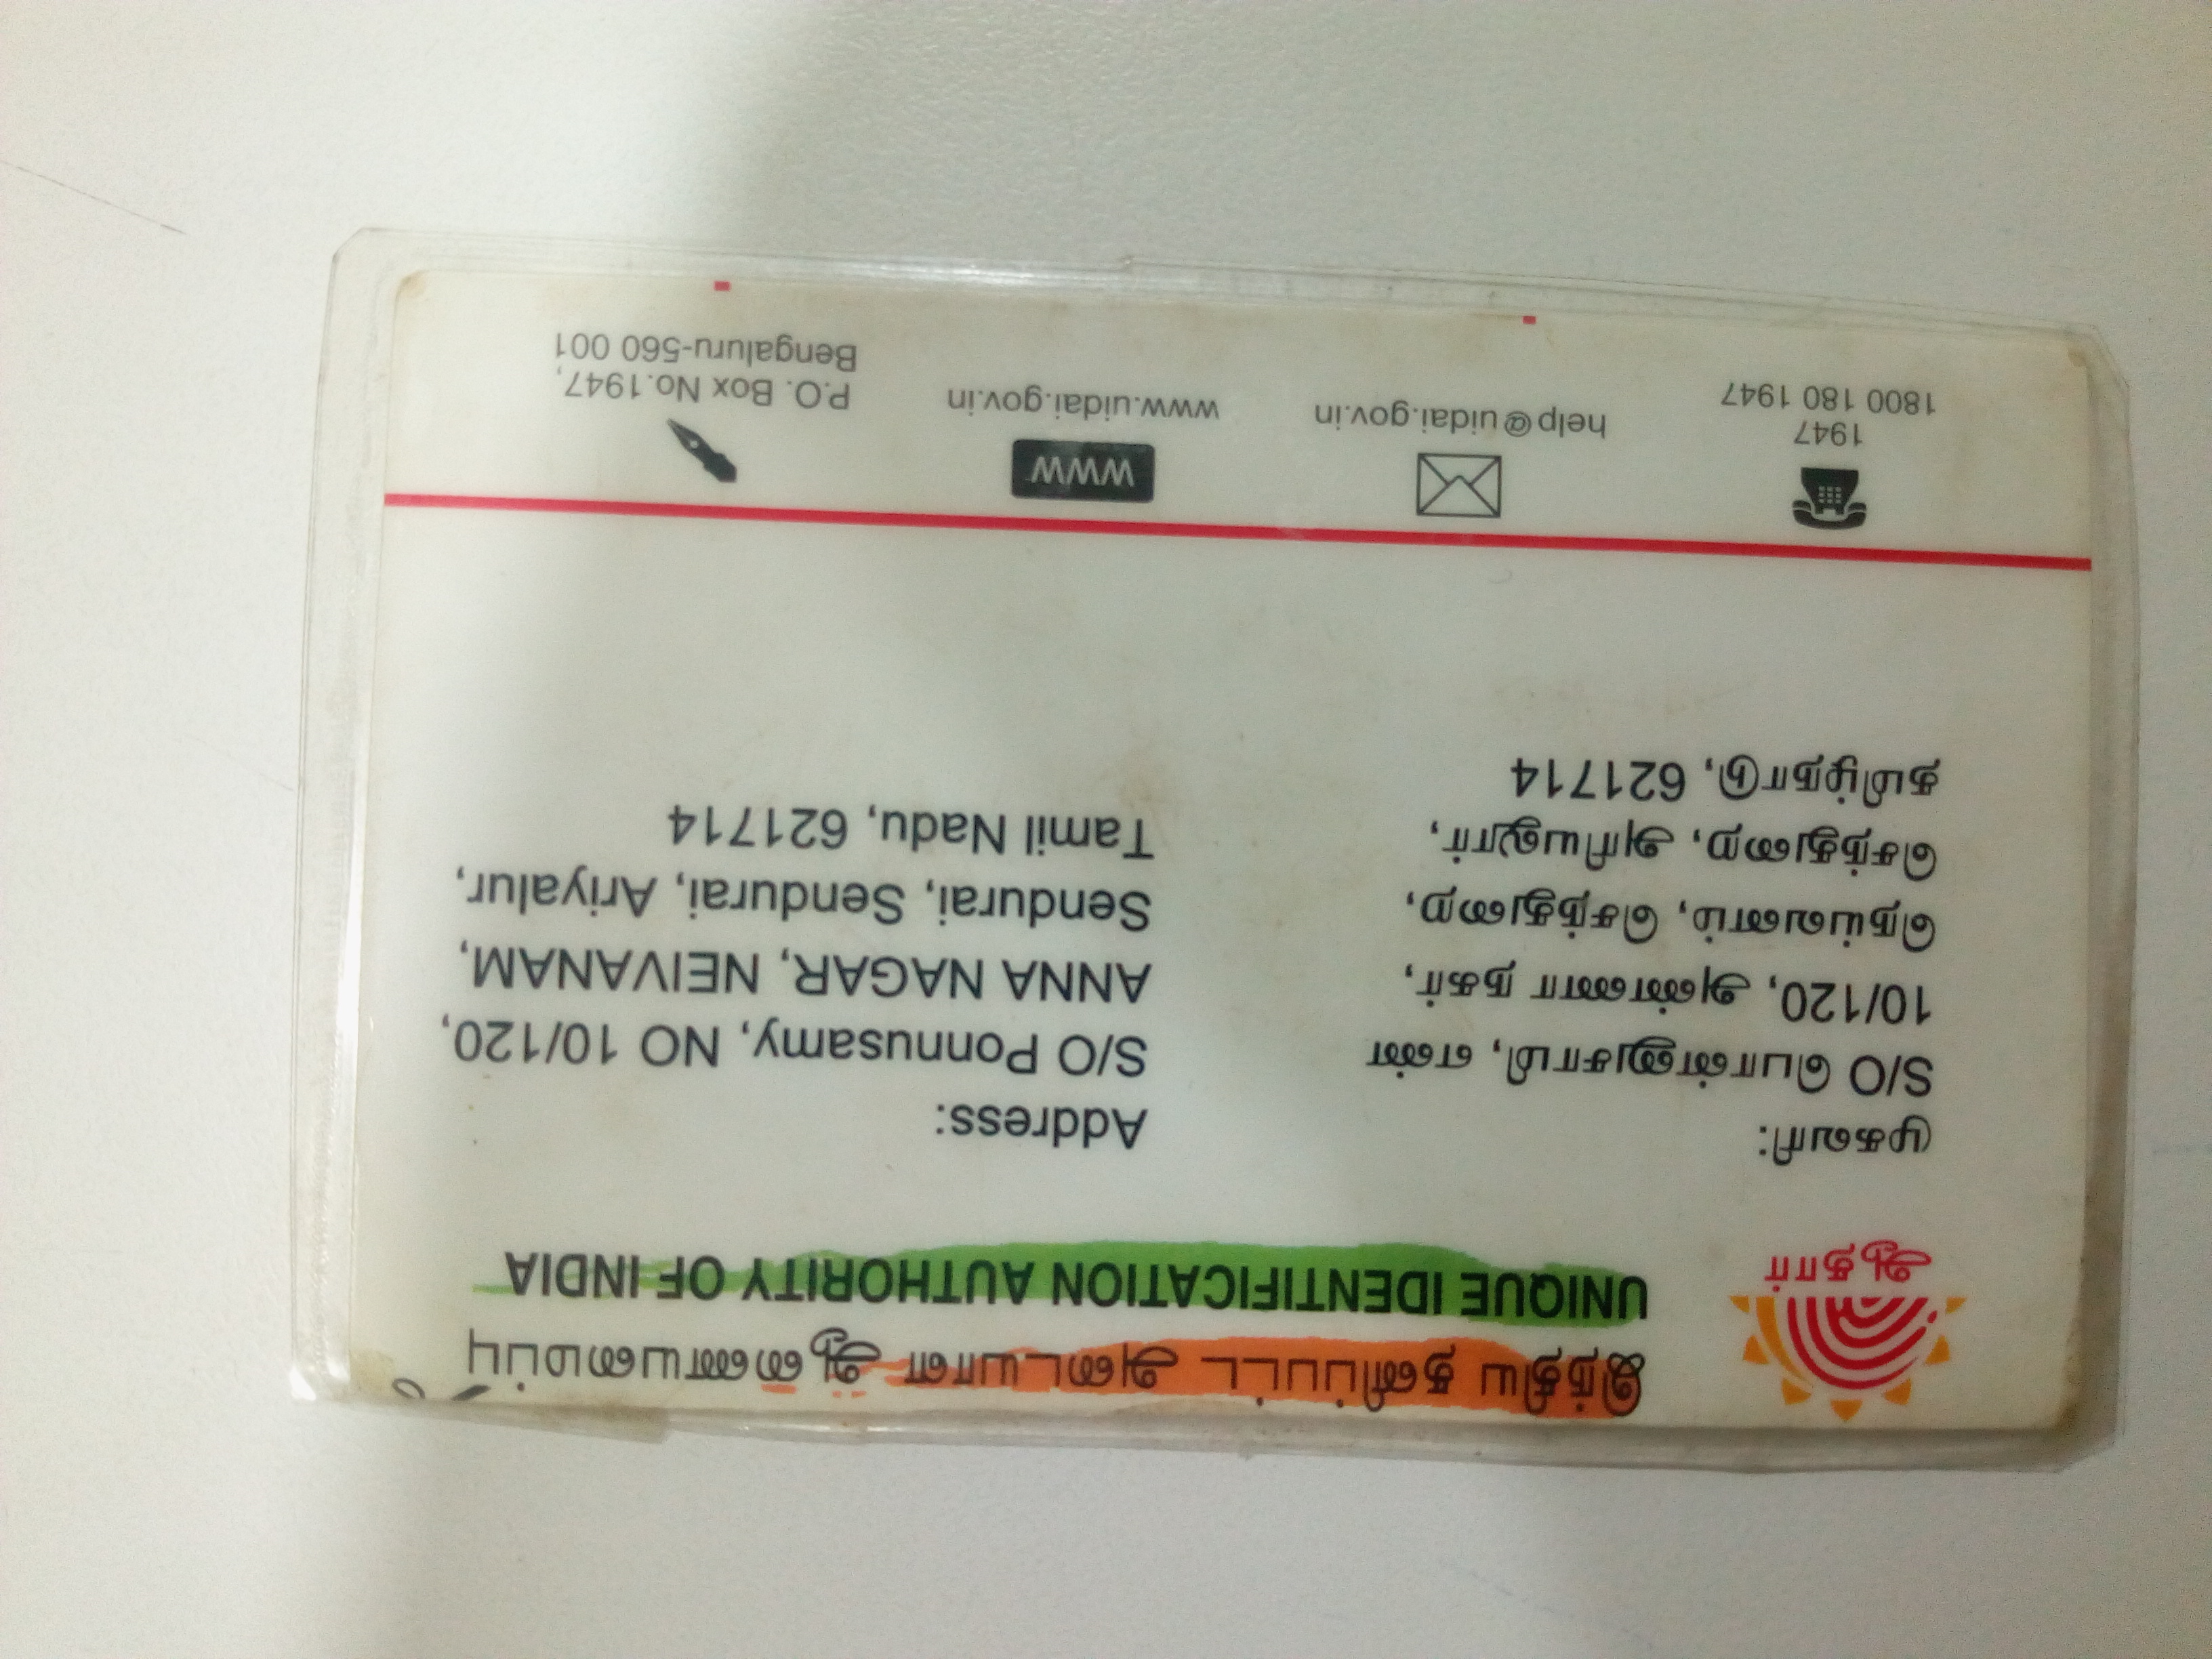 இந்திய தனிப்பட்ட அடையாள ஆணையமைப்பு
UNIQUE IDENTIFICATION AUTHORITY OF INDIA
ஆதார்
முகவரி:
S/O பொன்னுசாமி, எண்
10/120, அண்ணா நகர்,
நெய்வனம், செந்துறை,
செந்துறை, அரியலூர்,
தமிழ்நாடு, 621714
Address:
S/O Ponnusamy, NO 10/120,
ANNA NAGAR, NEIVANAM,
Sendurai, Sendurai, Ariyalur,
Tamil Nadu, 621714
1947
1800 180 1947
help@uidai.gov.in
WWW
www.uidai.gov.in
P.O. Box No.1947,
Bengaluru-560 001